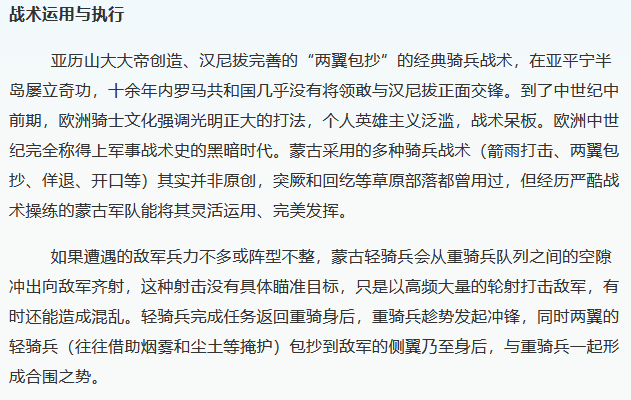 战术运用与执行
亚历山大大帝创造、汉尼拔完善的“两翼包抄”的经典骑兵战术，在亚平宁半
岛屡立奇功，十余年内罗马共和国几乎没有将领敢与汉尼拔正面交锋。到了中世纪中
前期，欧洲骑士文化强调光明正大的打法，个人英雄主义泛滥，战术呆板。欧洲中世
纪完全称得上军事战术史的黑暗时代。蒙古采用的多种骑兵战术（箭雨打击、两翼包
抄、佯退、开口等）其实并非原创，突厥和回纥等草原部落都曾用过，但经历严酷战
术操练的蒙古军队能将其灵活运用、完美发挥。
如果遭遇的敌军兵力不多或阵型不整，蒙古轻骑兵会从重骑兵队列之间的空隙
冲出向敌军齐射，这种射击没有具体瞄准目标，只是以高频大量的轮射打击敌军，有
时还能造成混乱。轻骑兵完成任务返回重骑身后，重骑兵趁势发起冲锋，同时两翼的
轻骑兵（往往借助烟雾和尘土等掩护）包抄到敌军的侧翼乃至身后，与重骑兵一起形
成合围之势。